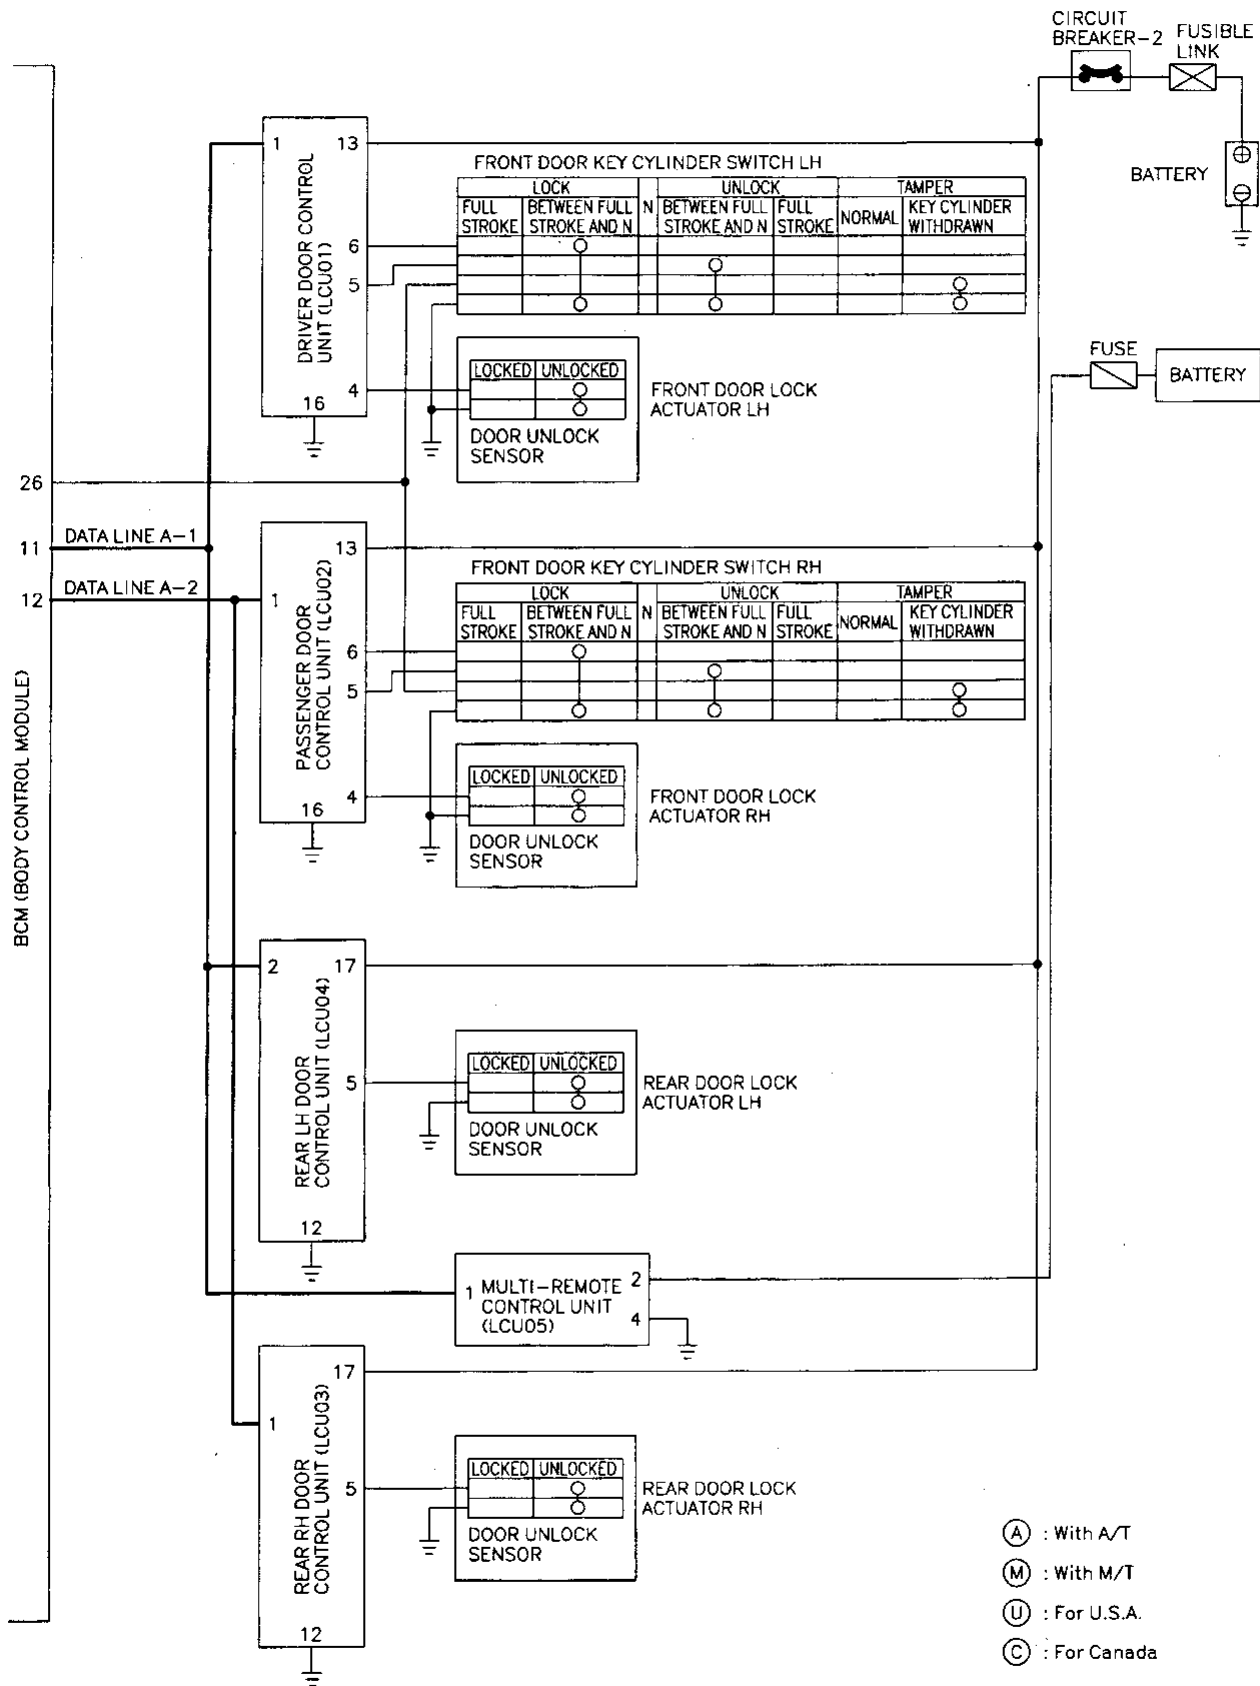 CIRCUIT
BREAKER-2
FUSIBLE
LINK
BATTERY
FUSE
BATTERY
BCM (BODY CONTROL MODULE)
26
11
DATA LINE A-1
12
DATA LINE A-2
1
13
DRIVER DOOR CONTROL
UNIT (LCU01)
6
5
4
16
FRONT DOOR KEY CYLINDER SWITCH LH
LOCK N UNLOCK TAMPER
FULL STROKE
BETWEEN FULL STROKE AND N
BETWEEN FULL STROKE AND N
FULL STROKE
NORMAL
KEY CYLINDER WITHDRAWN
LOCKED UNLOCKED
DOOR UNLOCK
SENSOR
FRONT DOOR LOCK
ACTUATOR LH
1
13
PASSENGER DOOR
CONTROL UNIT (LCU02)
6
5
4
16
FRONT DOOR KEY CYLINDER SWITCH RH
LOCK N UNLOCK TAMPER
FULL STROKE
BETWEEN FULL STROKE AND N
BETWEEN FULL STROKE AND N
FULL STROKE
NORMAL
KEY CYLINDER WITHDRAWN
LOCKED UNLOCKED
DOOR UNLOCK
SENSOR
FRONT DOOR LOCK
ACTUATOR RH
2
17
REAR LH DOOR
CONTROL UNIT (LCU04)
5
12
LOCKED UNLOCKED
DOOR UNLOCK
SENSOR
REAR DOOR LOCK
ACTUATOR LH
1
MULTI-REMOTE
CONTROL UNIT
(LCU05)
2
4
17
1
REAR RH DOOR
CONTROL UNIT (LCU03)
5
12
LOCKED UNLOCKED
DOOR UNLOCK
SENSOR
REAR DOOR LOCK
ACTUATOR RH
A : With A/T
M : With M/T
U : For U.S.A.
C : For Canada